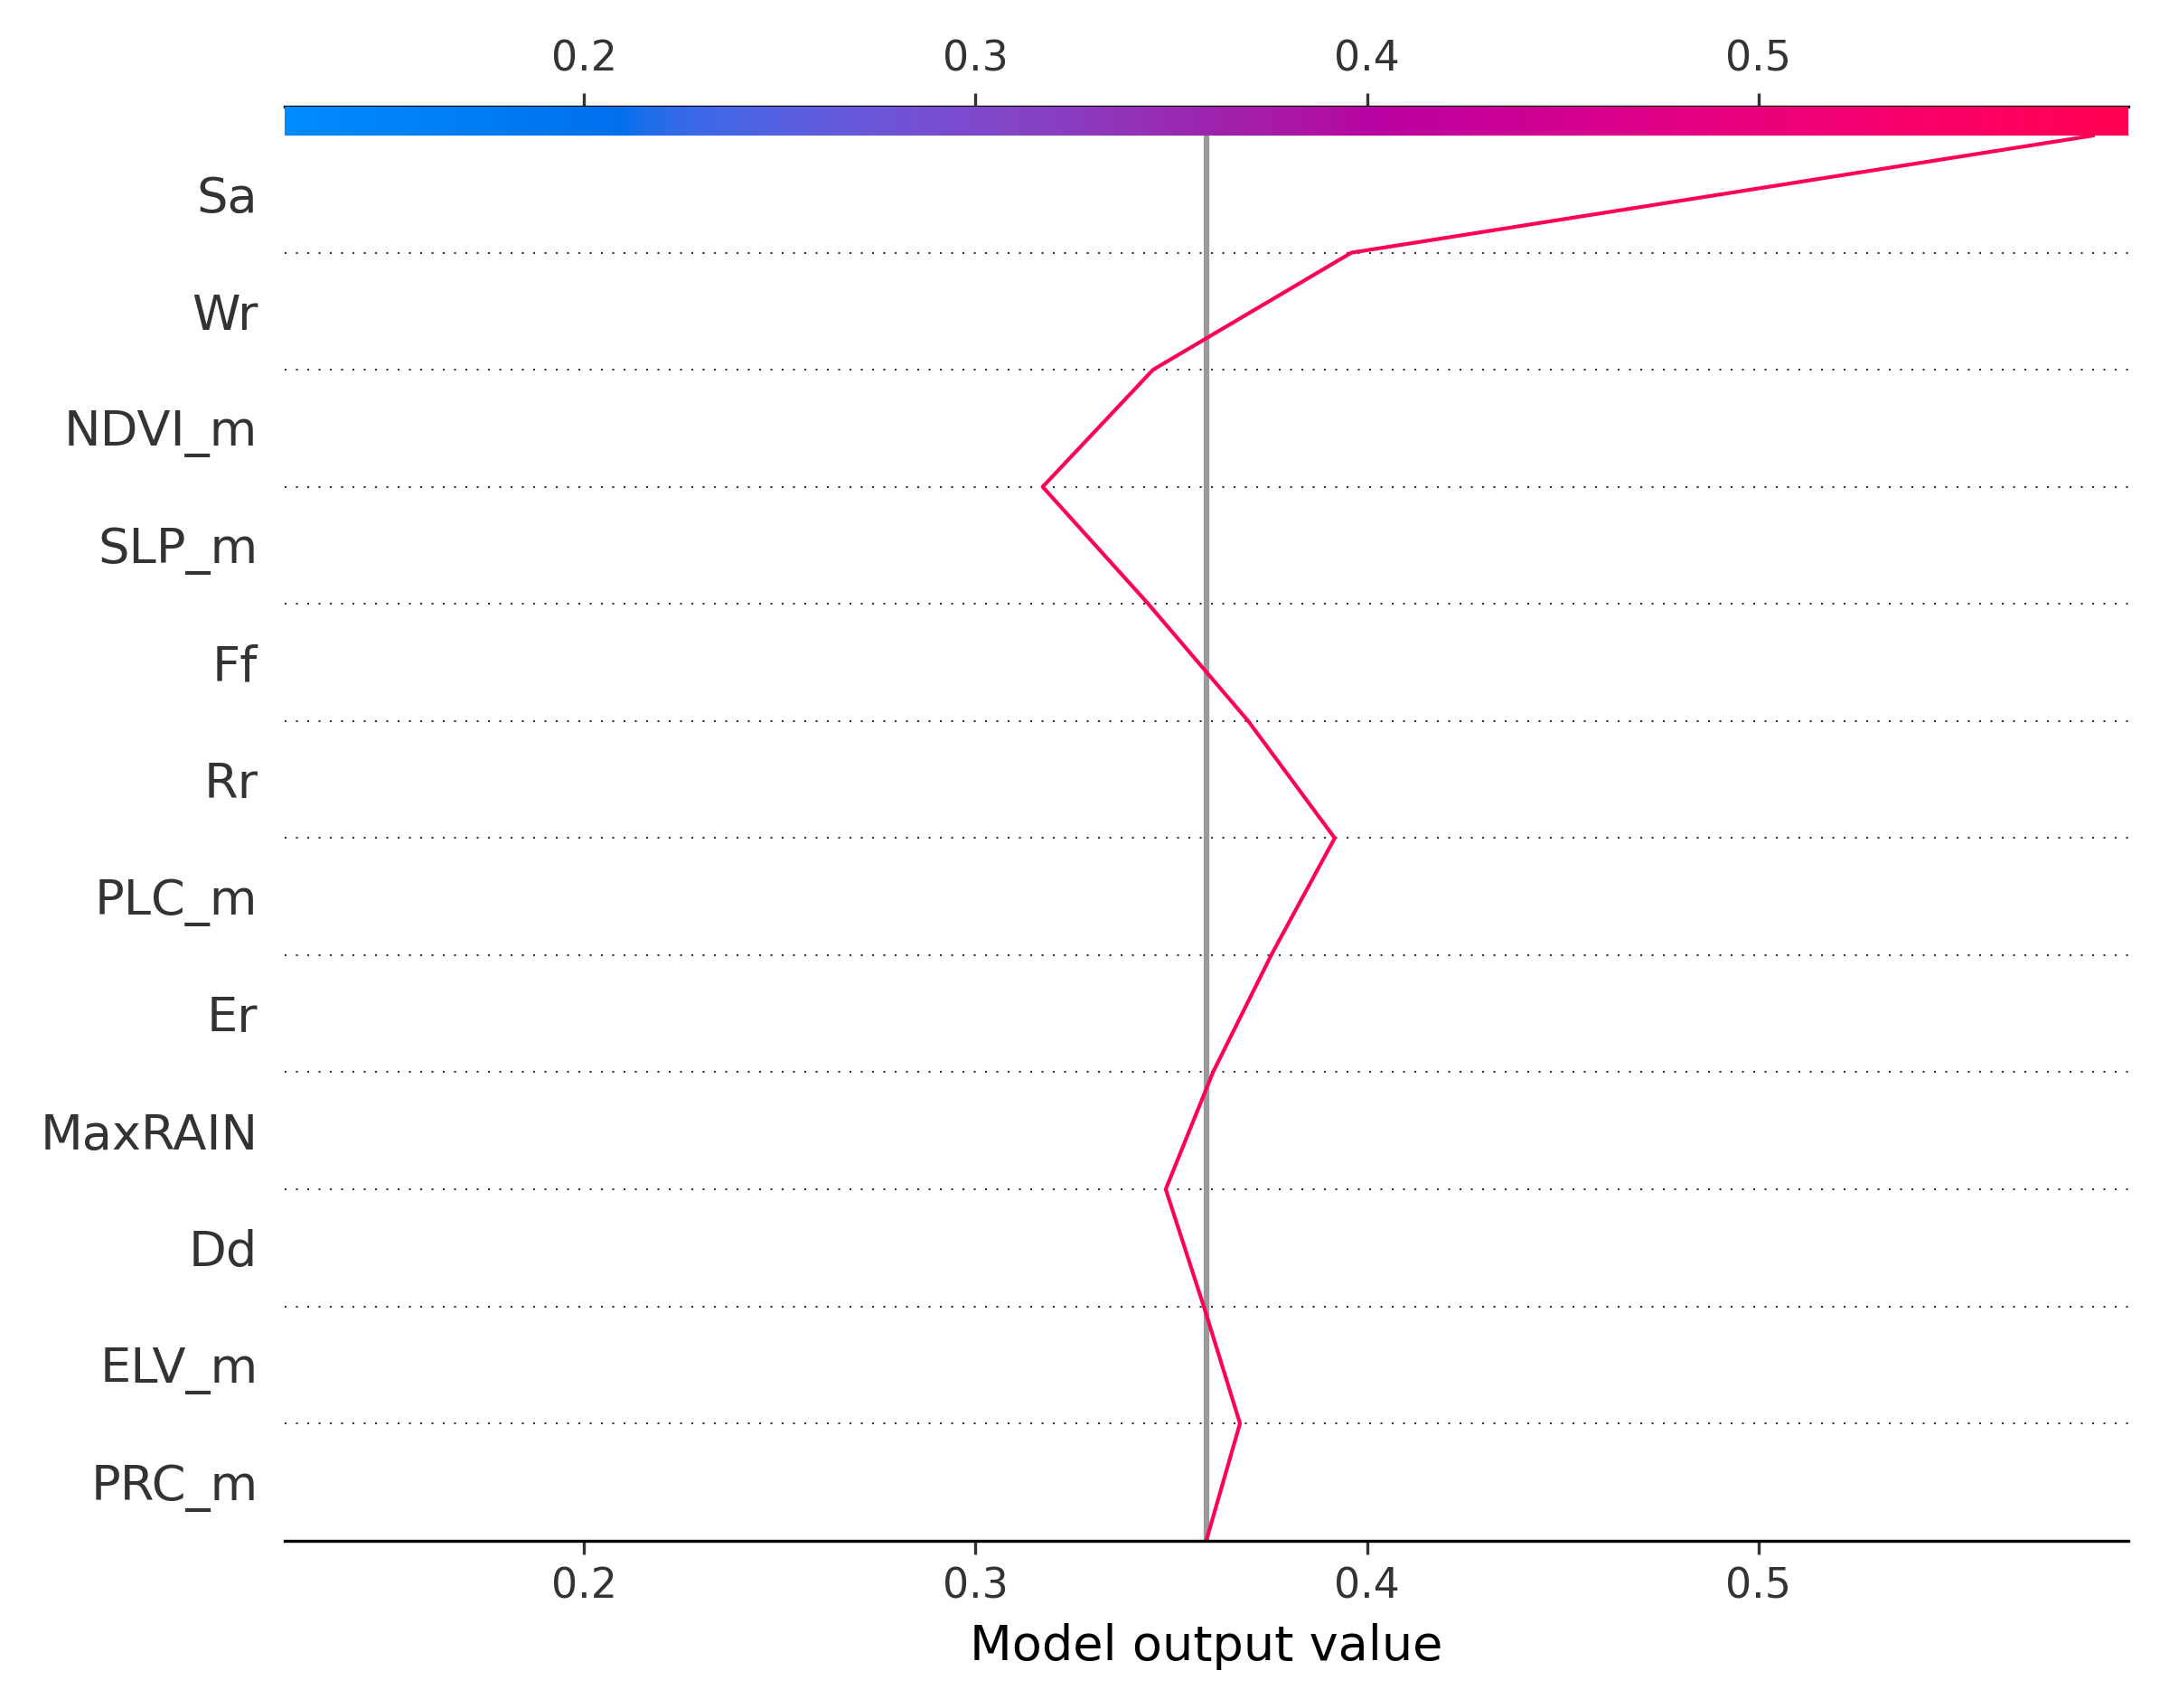 0.2 0.3 0.4 0.5
Sa
Wr
NDVI_m
SLP_m
Ff
Rr
PLC_m
Er
MaxRAIN
Dd
ELV_m
PRC_m
0.2 0.3 0.4 0.5
Model output value